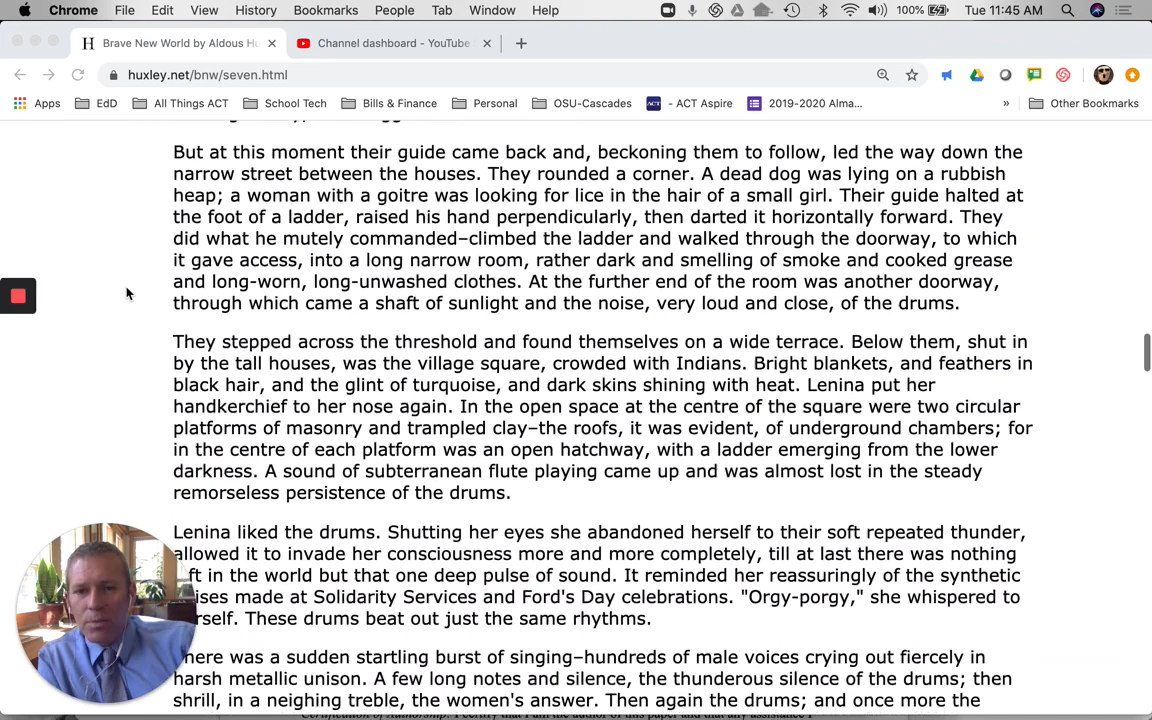 Chrome File Edit View History Bookmarks People Tab Window Help 100% Tue 11:45 AM
Brave New World by Aldous Hu Channel dashboard - YouTube
huxley.net/bnw/seven.html
Apps EdD All Things ACT School Tech Bills & Finance Personal OSU-Cascades ACT - ACT Aspire 2019-2020 Alma... » Other Bookmarks
But at this moment their guide came back and, beckoning them to follow, led the way down the
narrow street between the houses. They rounded a corner. A dead dog was lying on a rubbish
heap; a woman with a goitre was looking for lice in the hair of a small girl. Their guide halted at
the foot of a ladder, raised his hand perpendicularly, then darted it horizontally forward. They
did what he mutely commanded–climbed the ladder and walked through the doorway, to which
it gave access, into a long narrow room, rather dark and smelling of smoke and cooked grease
and long-worn, long-unwashed clothes. At the further end of the room was another doorway,
through which came a shaft of sunlight and the noise, very loud and close, of the drums.
They stepped across the threshold and found themselves on a wide terrace. Below them, shut in
by the tall houses, was the village square, crowded with Indians. Bright blankets, and feathers in
black hair, and the glint of turquoise, and dark skins shining with heat. Lenina put her
handkerchief to her nose again. In the open space at the centre of the square were two circular
platforms of masonry and trampled clay–the roofs, it was evident, of underground chambers; for
in the centre of each platform was an open hatchway, with a ladder emerging from the lower
darkness. A sound of subterranean flute playing came up and was almost lost in the steady
remorseless persistence of the drums.
Lenina liked the drums. Shutting her eyes she abandoned herself to their soft repeated thunder,
allowed it to invade her consciousness more and more completely, till at last there was nothing
ft in the world but that one deep pulse of sound. It reminded her reassuringly of the synthetic
ises made at Solidarity Services and Ford's Day celebrations. "Orgy-porgy," she whispered to
rself. These drums beat out just the same rhythms.
here was a sudden startling burst of singing–hundreds of male voices crying out fiercely in
harsh metallic unison. A few long notes and silence, the thunderous silence of the drums; then
shrill, in a neighing treble, the women's answer. Then again the drums; and once more the